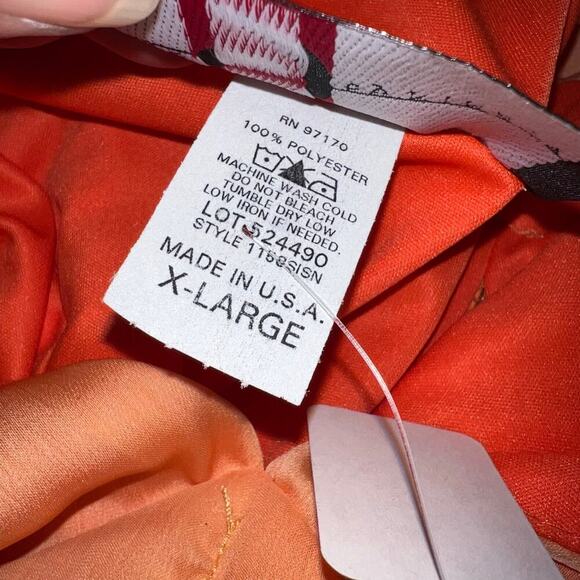 RN 97170
100% POLYESTER
MACHINE WASH COLD
DO NOT BLEACH
TUMBLE DRY LOW
LOW IRON IF NEEDED.
LOT 524490
MADE IN U.S.A.
X-LARGE